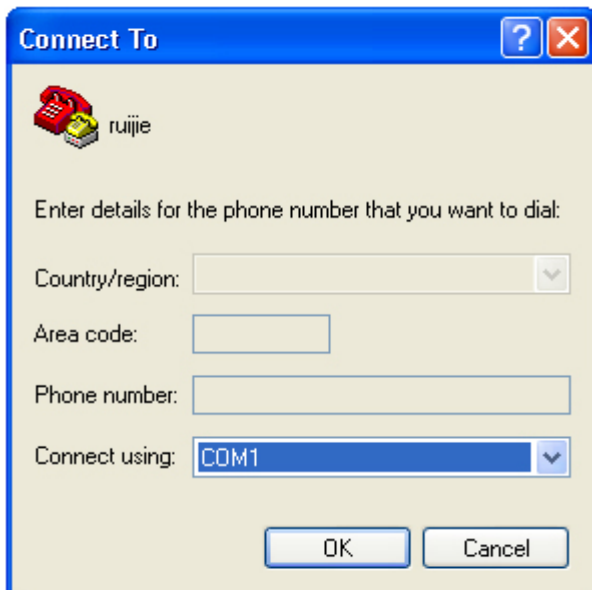 Connect To
ruijie
Enter details for the phone number that you want to dial:
Country/region:
Area code:
Phone number:
Connect using: COM1
OK Cancel